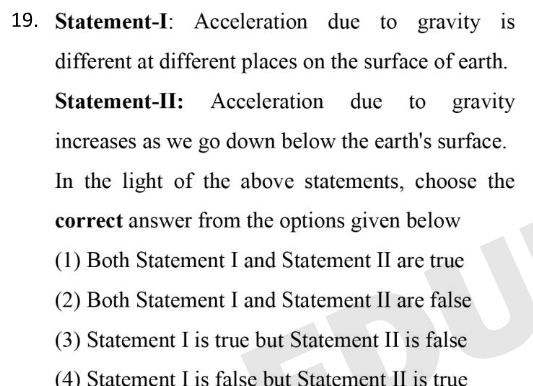 19. Statement-I: Acceleration due to gravity is
different at different places on the surface of earth.
Statement-II: Acceleration due to gravity
increases as we go down below the earth's surface.
In the light of the above statements, choose the
correct answer from the options given below
(1) Both Statement I and Statement II are true
(2) Both Statement I and Statement II are false
(3) Statement I is true but Statement II is false
(4) Statement I is false but Statement II is true